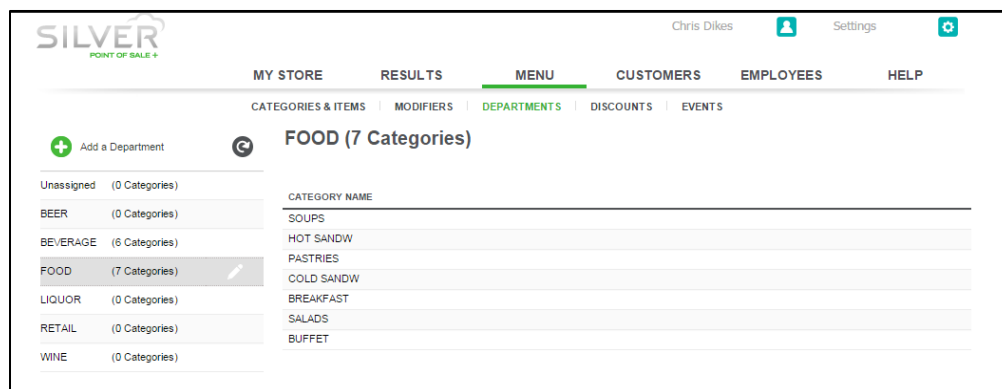 SILVER
POINT OF SALE +
Chris Dikes Settings
MY STORE RESULTS MENU CUSTOMERS EMPLOYEES HELP
CATEGORIES & ITEMS MODIFIERS DEPARTMENTS DISCOUNTS EVENTS
Add a Department
Unassigned (0 Categories)
BEER (0 Categories)
BEVERAGE (6 Categories)
FOOD (7 Categories)
LIQUOR (0 Categories)
RETAIL (0 Categories)
WINE (0 Categories)
FOOD (7 Categories)
CATEGORY NAME
SOUPS
HOT SANDW
PASTRIES
COLD SANDW
BREAKFAST
SALADS
BUFFET